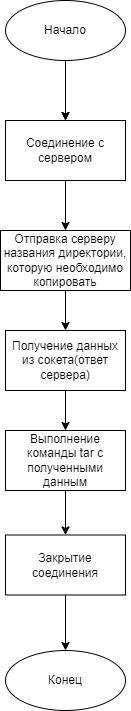 Начало
Соединение с
сервером
Отправка серверу
названия директории,
которую необходимо
копировать
Получение данных
из сокета(ответ
сервера)
Выполнение
команды tar с
полученными
данным
Закрытие
соединения
Конец